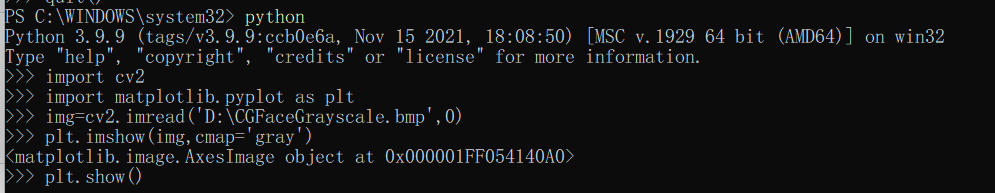 >>> quit()
PS C:\WINDOWS\system32> python
Python 3.9.9 (tags/v3.9.9:ccb0e6a, Nov 15 2021, 18:08:50) [MSC v.1929 64 bit (AMD64)] on win32
Type "help", "copyright", "credits" or "license" for more information.
>>> import cv2
>>> import matplotlib.pyplot as plt
>>> img=cv2.imread('D:\CGFaceGrayscale.bmp',0)
>>> plt.imshow(img,cmap='gray')
<matplotlib.image.AxesImage object at 0x000001FF054140A0>
>>> plt.show()